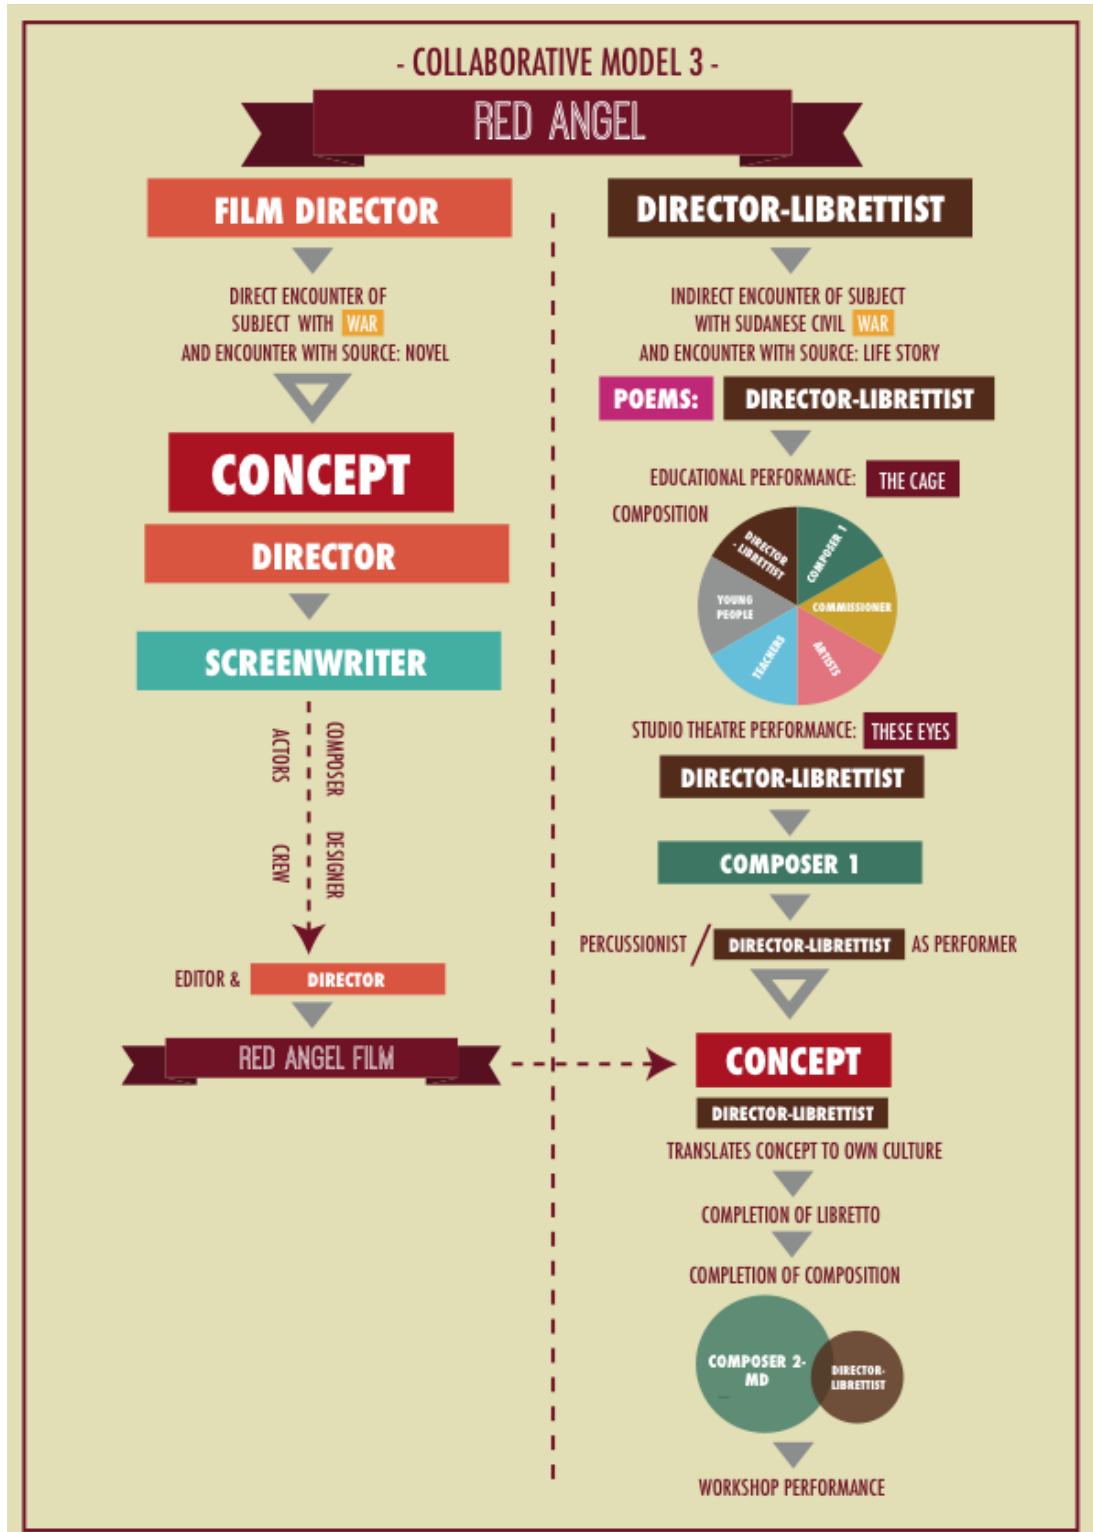 - COLLABORATIVE MODEL 3 -
RED ANGEL
FILM DIRECTOR
DIRECT ENCOUNTER OF
SUBJECT WITH WAR
AND ENCOUNTER WITH SOURCE: NOVEL
CONCEPT
DIRECTOR
SCREENWRITER
ACTORS
COMPOSER
CREW
DESIGNER
EDITOR & DIRECTOR
RED ANGEL FILM
DIRECTOR-LIBRETTIST
INDIRECT ENCOUNTER OF SUBJECT
WITH SUDANESE CIVIL WAR
AND ENCOUNTER WITH SOURCE: LIFE STORY
POEMS: DIRECTOR-LIBRETTIST
EDUCATIONAL PERFORMANCE: THE CAGE
COMPOSITION
DIRECTOR
- LIBRETTIST
COMPOSER 1
YOUNG
PEOPLE
COMMISSIONER
TEACHERS
ARTISTS
STUDIO THEATRE PERFORMANCE: THESE EYES
DIRECTOR-LIBRETTIST
COMPOSER 1
PERCUSSIONIST / DIRECTOR-LIBRETTIST AS PERFORMER
CONCEPT
DIRECTOR-LIBRETTIST
TRANSLATES CONCEPT TO OWN CULTURE
COMPLETION OF LIBRETTO
COMPLETION OF COMPOSITION
COMPOSER 2-
MD
DIRECTOR-
LIBRETTIST
WORKSHOP PERFORMANCE